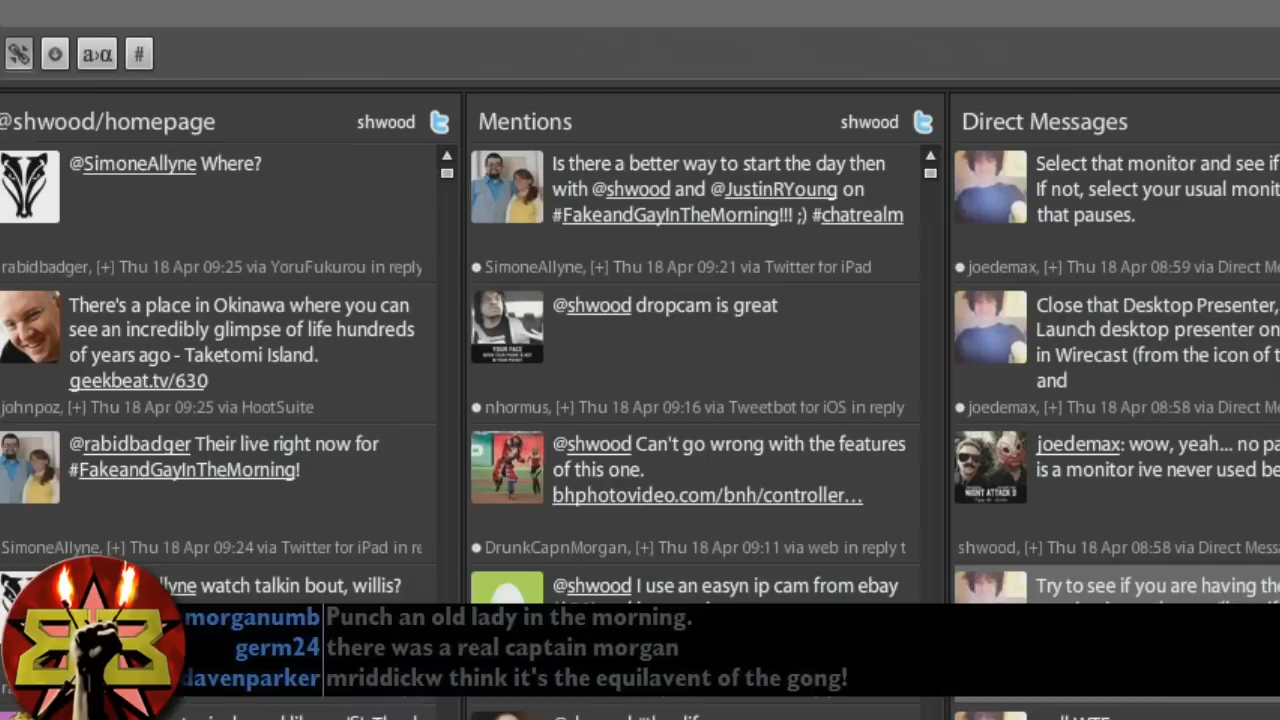 a›α
#
@shwood/homepage
shwood
@SimoneAllyne Where?
rabidbadger, [+] Thu 18 Apr 09:25 via YoruFukurou in reply
There's a place in Okinawa where you can
see an incredibly glimpse of life hundreds
of years ago - Taketomi Island.
geekbeat.tv/630
johnpoz, [+] Thu 18 Apr 09:25 via HootSuite
@rabidbadger Their live right now for
#FakeandGayInTheMorning!
SimoneAllyne, [+] Thu 18 Apr 09:24 via Twitter for iPad in re
llyne watch talkin bout, willis?
Mentions
shwood
Is there a better way to start the day then
with @shwood and @JustinRYoung on
#FakeandGayInTheMorning!!! ;) #chatrealm
SimoneAllyne, [+] Thu 18 Apr 09:21 via Twitter for iPad
@shwood dropcam is great
YOUR FACE
nhormus, [+] Thu 18 Apr 09:16 via Tweetbot for iOS in reply
@shwood Can't go wrong with the features
of this one.
bhphotovideo.com/bnh/controller…
DrunkCapnMorgan, [+] Thu 18 Apr 09:11 via web in reply t
@shwood I use an easyn ip cam from ebay
Direct Messages
Select that monitor and see if
If not, select your usual monit
that pauses.
joedemax, [+] Thu 18 Apr 08:59 via Direct Me
Close that Desktop Presenter,
Launch desktop presenter on
in Wirecast (from the icon of t
and
joedemax, [+] Thu 18 Apr 08:58 via Direct Me
joedemax: wow, yeah... no pa
is a monitor ive never used be
NIGHT ATTACK 2
shwood, [+] Thu 18 Apr 08:58 via Direct Messa
Try to see if you are having the
morganumb Punch an old lady in the morning.
germ24 there was a real captain morgan
davenparker mriddickw think it's the equilavent of the gong!
BB